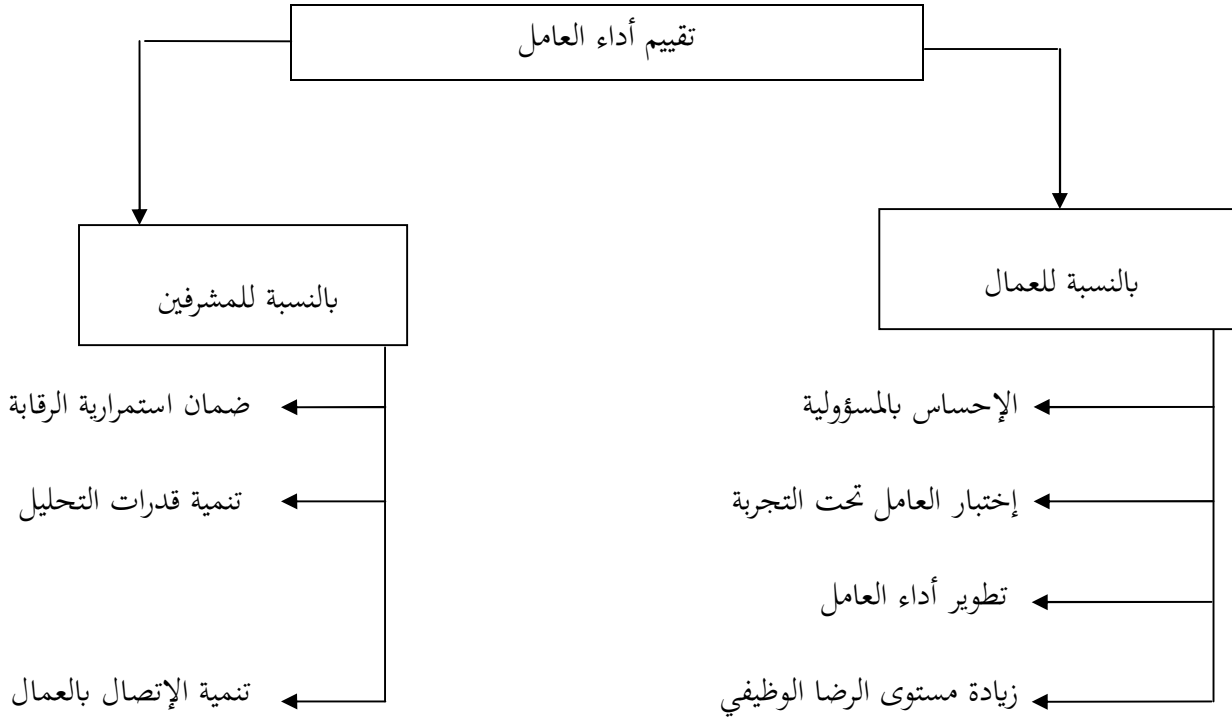 تقييم أداء العامل
بالنسبة للعمال
الإحساس بالمسؤولية
إختبار العامل تحت التجربة
تطوير أداء العامل
زيادة مستوى الرضا الوظيفي
بالنسبة للمشرفين
ضمان استمرارية الرقابة
تنمية قدرات التحليل
تنمية الإتصال بالعمال